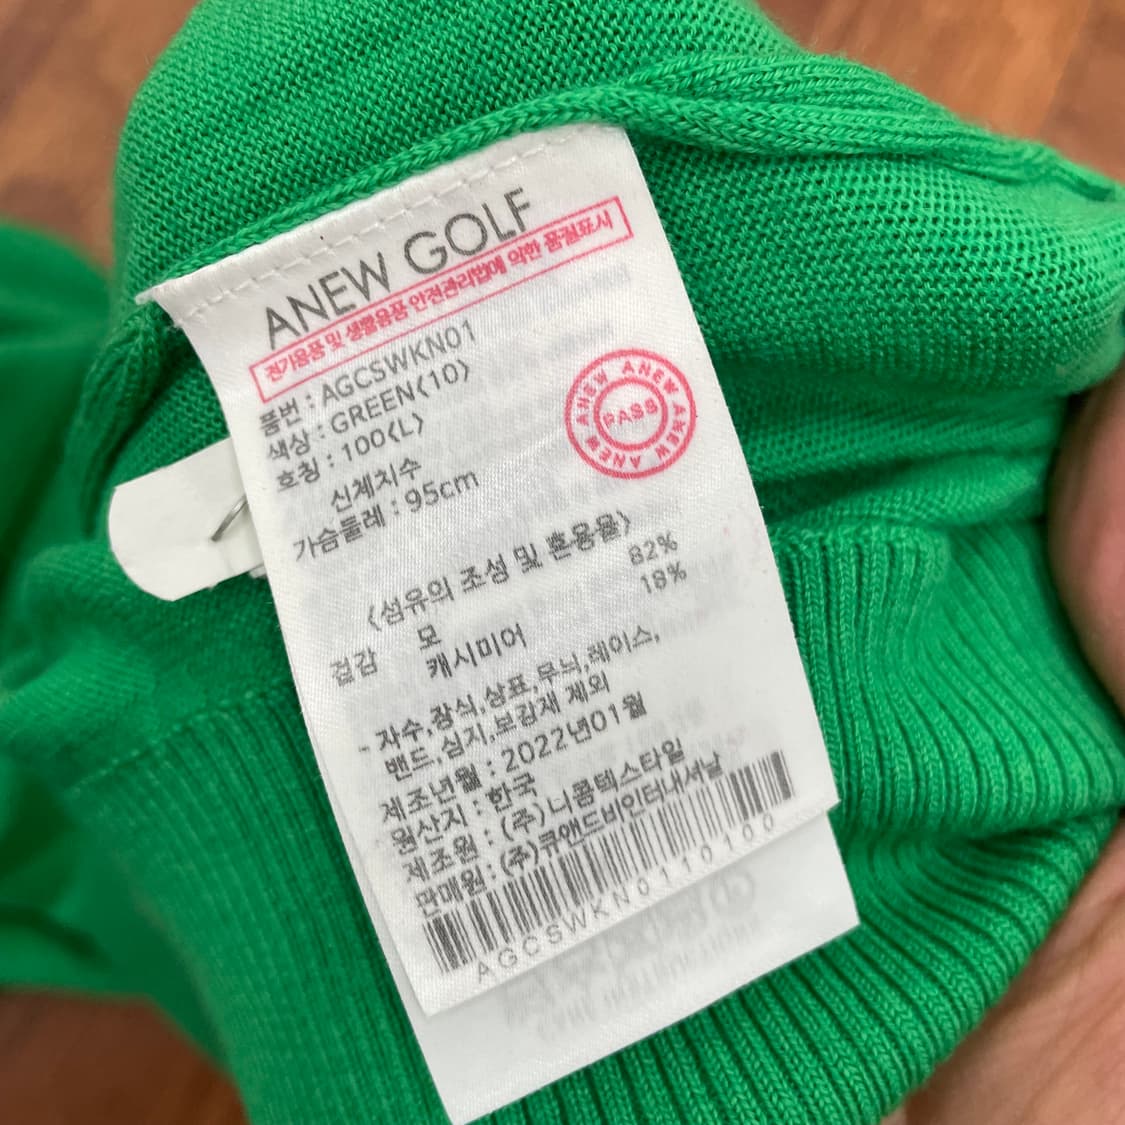 ANEW GOLF
전기용품 및 생활용품 안전관리법에 의한 품질표시
품번 : AGCSWKN01
색상 : GREEN<10>
호칭 : 100<L>
신체치수
가슴둘레 : 95cm
ANEW ANEW ANEW ANEW
PASS
<섬유의 조성 및 혼용율>
겉감 모 82%
캐시미어 18%
- 자수,장식,상표,무늬,레이스,
밴드,심지,보강재 제외
제조년월 : 2022년01월
원산지 : 한국
제조원 : (주)니콤텍스타일
판매원 : (주)큐앤드비인터내셔날
AGCSWKN01110100